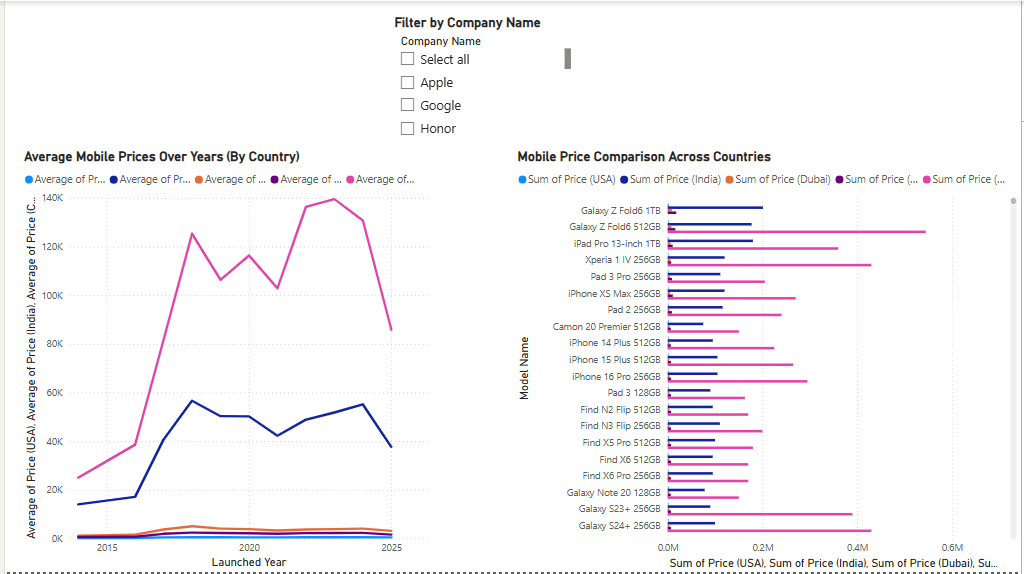 Filter by Company Name
Company Name
Select all
Apple
Google
Honor
Average Mobile Prices Over Years (By Country)
Average of Pr... Average of Pr... Average of ... Average of ... Average of...
Average of Price (USA), Average of Price (India), Average of Price (C...
140K
120K
100K
80K
60K
40K
20K
0K
2015 2020 2025
Launched Year
Mobile Price Comparison Across Countries
Sum of Price (USA) Sum of Price (India) Sum of Price (Dubai) Sum of Price (... Sum of Price (...
Model Name
Galaxy Z Fold6 1TB
Galaxy Z Fold6 512GB
iPad Pro 13-inch 1TB
Xperia 1 IV 256GB
Pad 3 Pro 256GB
iPhone XS Max 256GB
Pad 2 256GB
Camon 20 Premier 512GB
iPhone 14 Plus 512GB
iPhone 15 Plus 512GB
iPhone 16 Pro 256GB
Pad 3 128GB
Find N2 Flip 512GB
Find N3 Flip 256GB
Find X5 Pro 512GB
Find X6 512GB
Find X6 Pro 256GB
Galaxy Note 20 128GB
Galaxy S23+ 256GB
Galaxy S24+ 256GB
0.0M 0.2M 0.4M 0.6M
Sum of Price (USA), Sum of Price (India), Sum of Price (Dubai), Su...